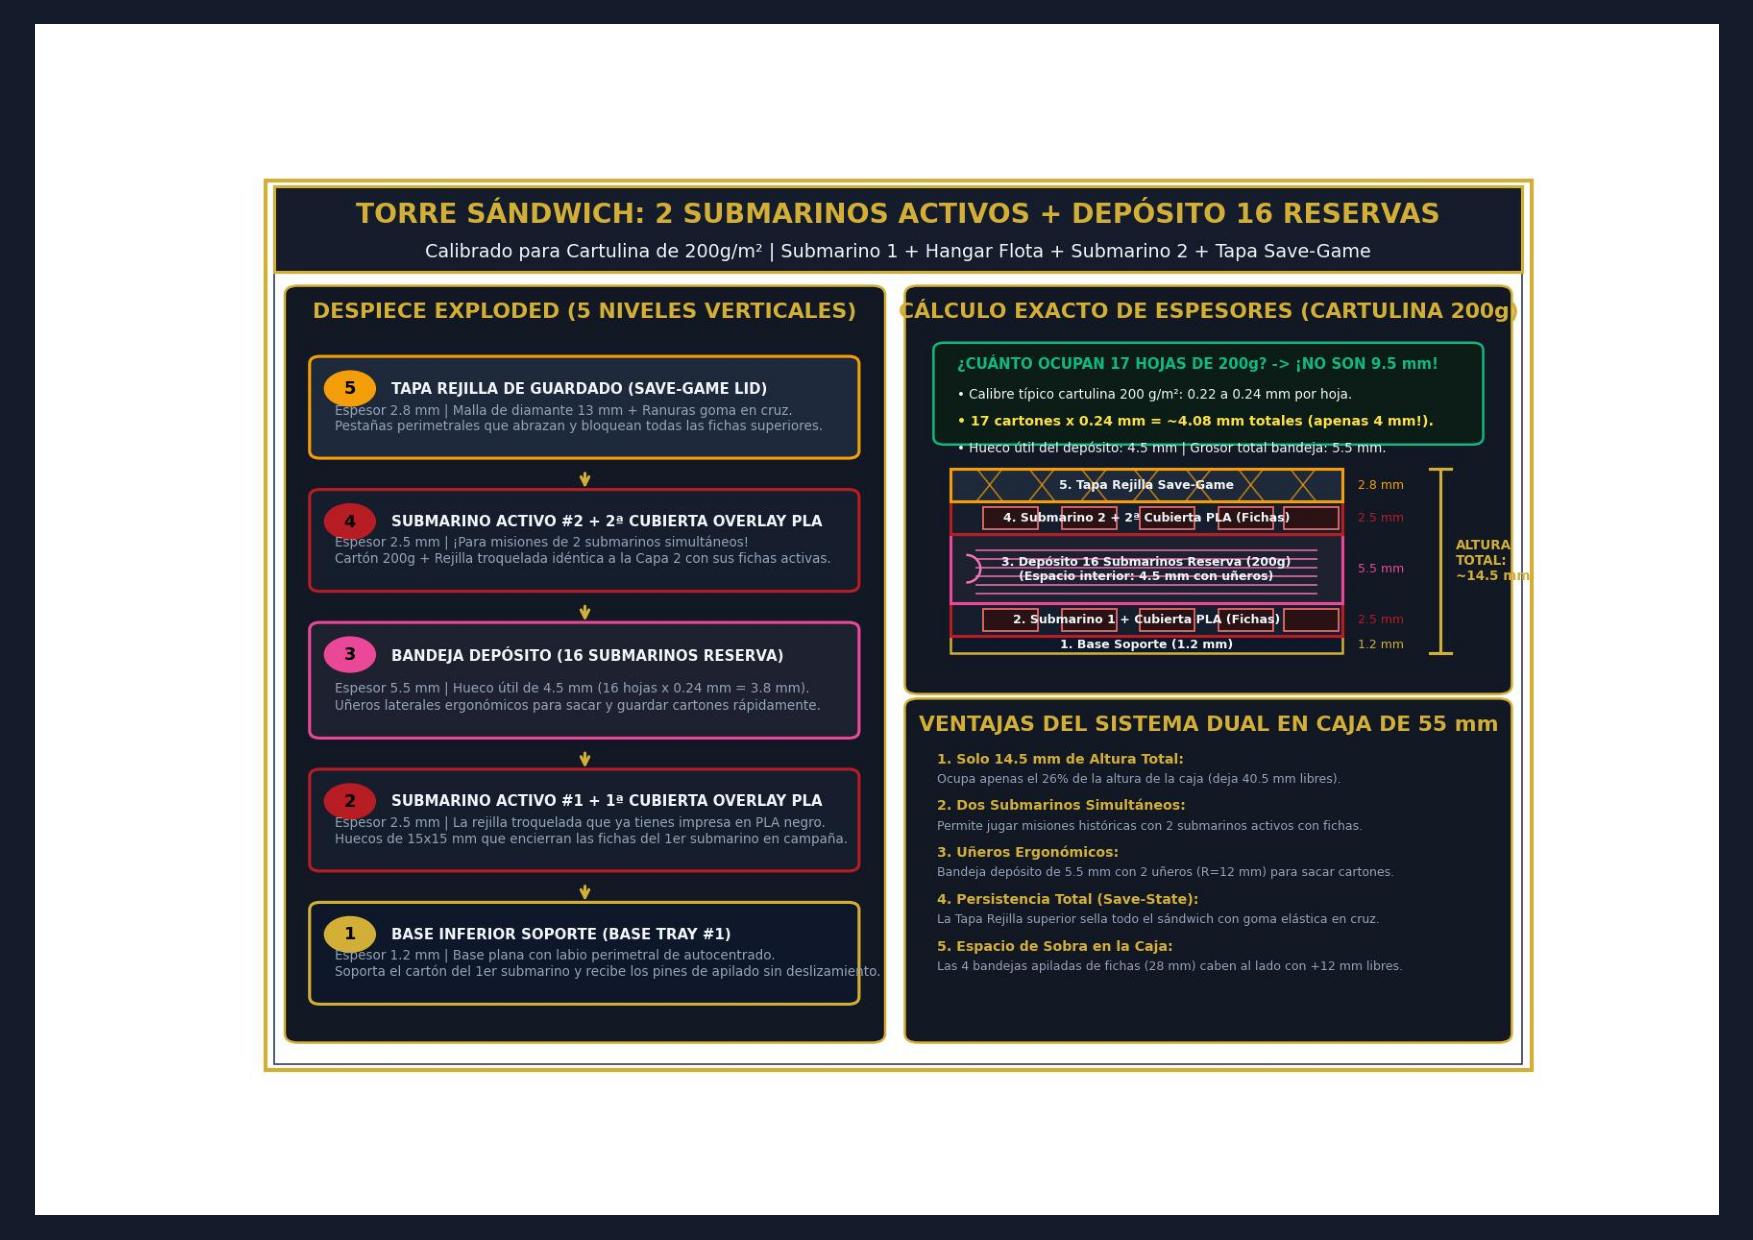 TORRE SÁNDWICH: 2 SUBMARINOS ACTIVOS + DEPÓSITO 16 RESERVAS
Calibrado para Cartulina de 200g/m² | Submarino 1 + Hangar Flota + Submarino 2 + Tapa Save-Game
DESPIECE EXPLODED (5 NIVELES VERTICALES)
5
TAPA REJILLA DE GUARDADO (SAVE-GAME LID)
Espesor 2.8 mm | Malla de diamante 13 mm + Ranuras goma en cruz.
Pestañas perimetrales que abrazan y bloquean todas las fichas superiores.
4
SUBMARINO ACTIVO #2 + 2ª CUBIERTA OVERLAY PLA
Espesor 2.5 mm | ¡Para misiones de 2 submarinos simultáneos!
Cartón 200g + Rejilla troquelada idéntica a la Capa 2 con sus fichas activas.
3
BANDEJA DEPÓSITO (16 SUBMARINOS RESERVA)
Espesor 5.5 mm | Hueco útil de 4.5 mm (16 hojas x 0.24 mm = 3.8 mm).
Uñeros laterales ergonómicos para sacar y guardar cartones rápidamente.
2
SUBMARINO ACTIVO #1 + 1ª CUBIERTA OVERLAY PLA
Espesor 2.5 mm | La rejilla troquelada que ya tienes impresa en PLA negro.
Huecos de 15x15 mm que encierran las fichas del 1er submarino en campaña.
1
BASE INFERIOR SOPORTE (BASE TRAY #1)
Espesor 1.2 mm | Base plana con labio perimetral de autocentrado.
Soporta el cartón del 1er submarino y recibe los pines de apilado sin deslizamiento.
CÁLCULO EXACTO DE ESPESORES (CARTULINA 200g)
¿CUÁNTO OCUPAN 17 HOJAS DE 200g? -> ¡NO SON 9.5 mm!
• Calibre típico cartulina 200 g/m²: 0.22 a 0.24 mm por hoja.
• 17 cartones x 0.24 mm = ~4.08 mm totales (apenas 4 mm!).
• Hueco útil del depósito: 4.5 mm | Grosor total bandeja: 5.5 mm.
5. Tapa Rejilla Save-Game
2.8 mm
4. Submarino 2 + 2ª Cubierta PLA (Fichas)
2.5 mm
3. Depósito 16 Submarinos Reserva (200g)
(Espacio interior: 4.5 mm con uñeros)
5.5 mm
2. Submarino 1 + Cubierta PLA (Fichas)
2.5 mm
1. Base Soporte (1.2 mm)
1.2 mm
ALTURA
TOTAL:
~14.5 mm
VENTAJAS DEL SISTEMA DUAL EN CAJA DE 55 mm
1. Solo 14.5 mm de Altura Total:
Ocupa apenas el 26% de la altura de la caja (deja 40.5 mm libres).
2. Dos Submarinos Simultáneos:
Permite jugar misiones históricas con 2 submarinos activos con fichas.
3. Uñeros Ergonómicos:
Bandeja depósito de 5.5 mm con 2 uñeros (R=12 mm) para sacar cartones.
4. Persistencia Total (Save-State):
La Tapa Rejilla superior sella todo el sándwich con goma elástica en cruz.
5. Espacio de Sobra en la Caja:
Las 4 bandejas apiladas de fichas (28 mm) caben al lado con +12 mm libres.